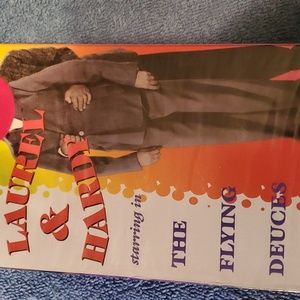 LAUREL
&
HARDY
starring in
THE
FLYING
DEUCES